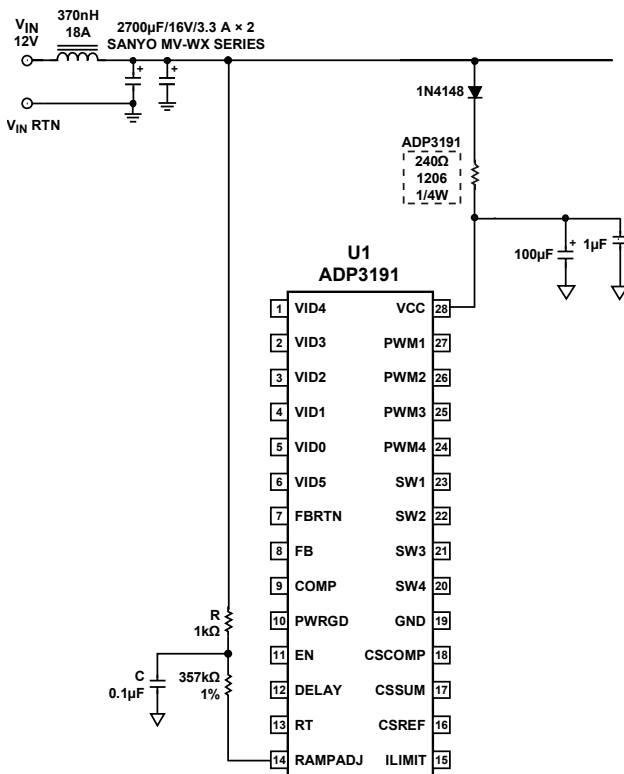 370nH
18A
2700µF/16V/3.3 A × 2
SANYO MV-WX SERIES
VIN
12V
VIN RTN
1N4148
ADP3191
240Ω
1206
1/4W
100µF
+
1µF
+
+
U1
ADP3191
1 VID4 VCC 28
2 VID3 PWM1 27
3 VID2 PWM2 26
4 VID1 PWM3 25
5 VID0 PWM4 24
6 VID5 SW1 23
7 FBRTN SW2 22
8 FB SW3 21
9 COMP SW4 20
10 PWRGD GND 19
11 EN CSCOMP 18
12 DELAY CSSUM 17
13 RT CSREF 16
14 RAMPADJ ILIMIT 15
R
1kΩ
C
0.1µF
357kΩ
1%